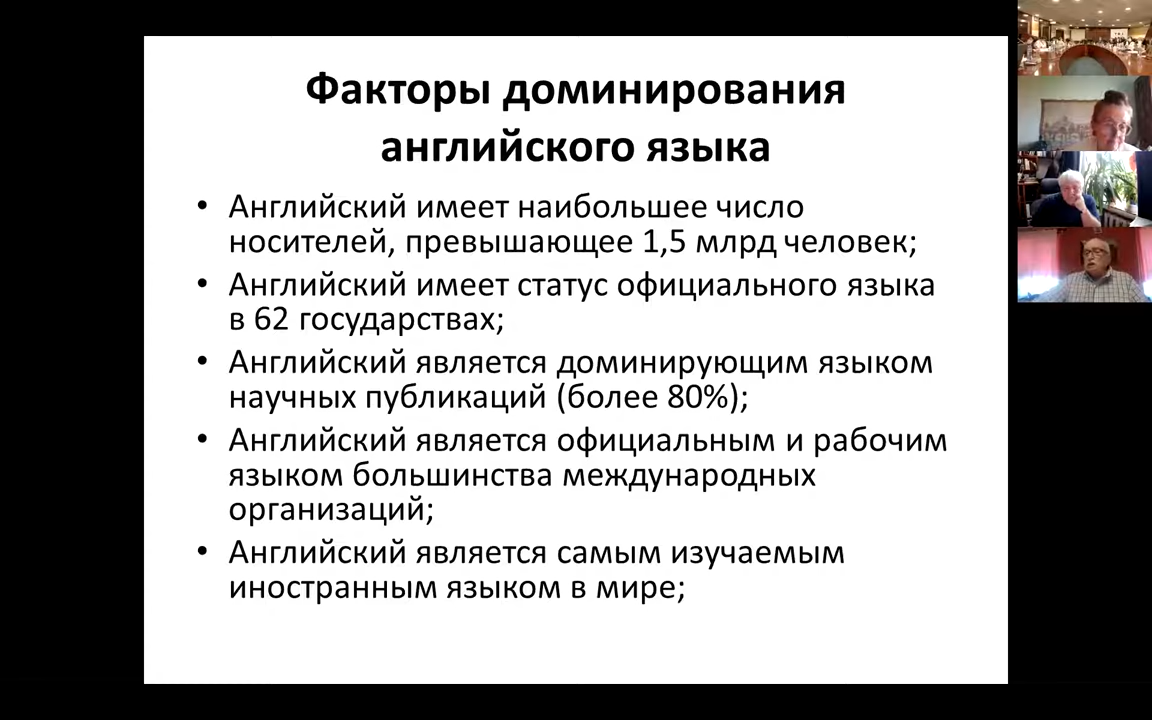 Факторы доминирования
английского языка
• Английский имеет наибольшее число
носителей, превышающее 1,5 млрд человек;
• Английский имеет статус официального языка
в 62 государствах;
• Английский является доминирующим языком
научных публикаций (более 80%);
• Английский является официальным и рабочим
языком большинства международных
организаций;
• Английский является самым изучаемым
иностранным языком в мире;